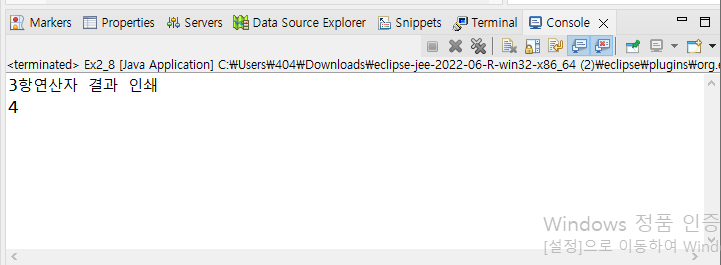 Markers Properties Servers Data Source Explorer Snippets Terminal Console
<terminated> Ex2_8 [Java Application] C:₩Users₩404₩Downloads₩eclipse-jee-2022-06-R-win32-x86_64 (2)₩eclipse₩plugins₩org.e
3항연산자 결과 인쇄
4
Windows 정품 인증
[설정]으로 이동하여 Wind